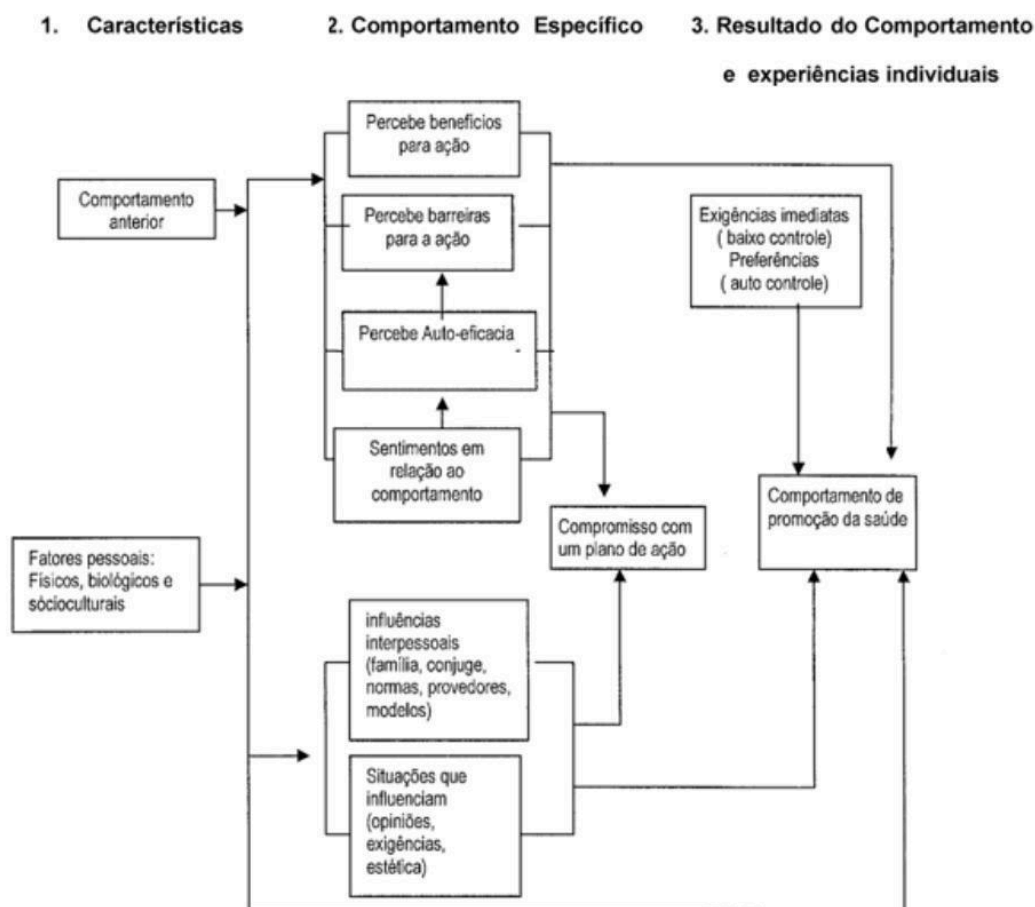 1. Características
2. Comportamento Específico
3. Resultado do Comportamento
e experiências individuais
Comportamento
anterior
Fatores pessoais:
Físicos, biológicos e
sócioculturais
Percebe benefícios
para ação
Percebe barreiras
para a ação
Percebe Auto-eficacia
Sentimentos em
relação ao
comportamento
influências
interpessoais
(família, conjuge,
normas, provedores,
modelos)
Situações que
influenciam
(opiniões,
exigências,
estética)
Compromisso com
um plano de ação
Exigências imediatas
( baixo controle)
Preferências
( auto controle)
Comportamento de
promoção da saúde